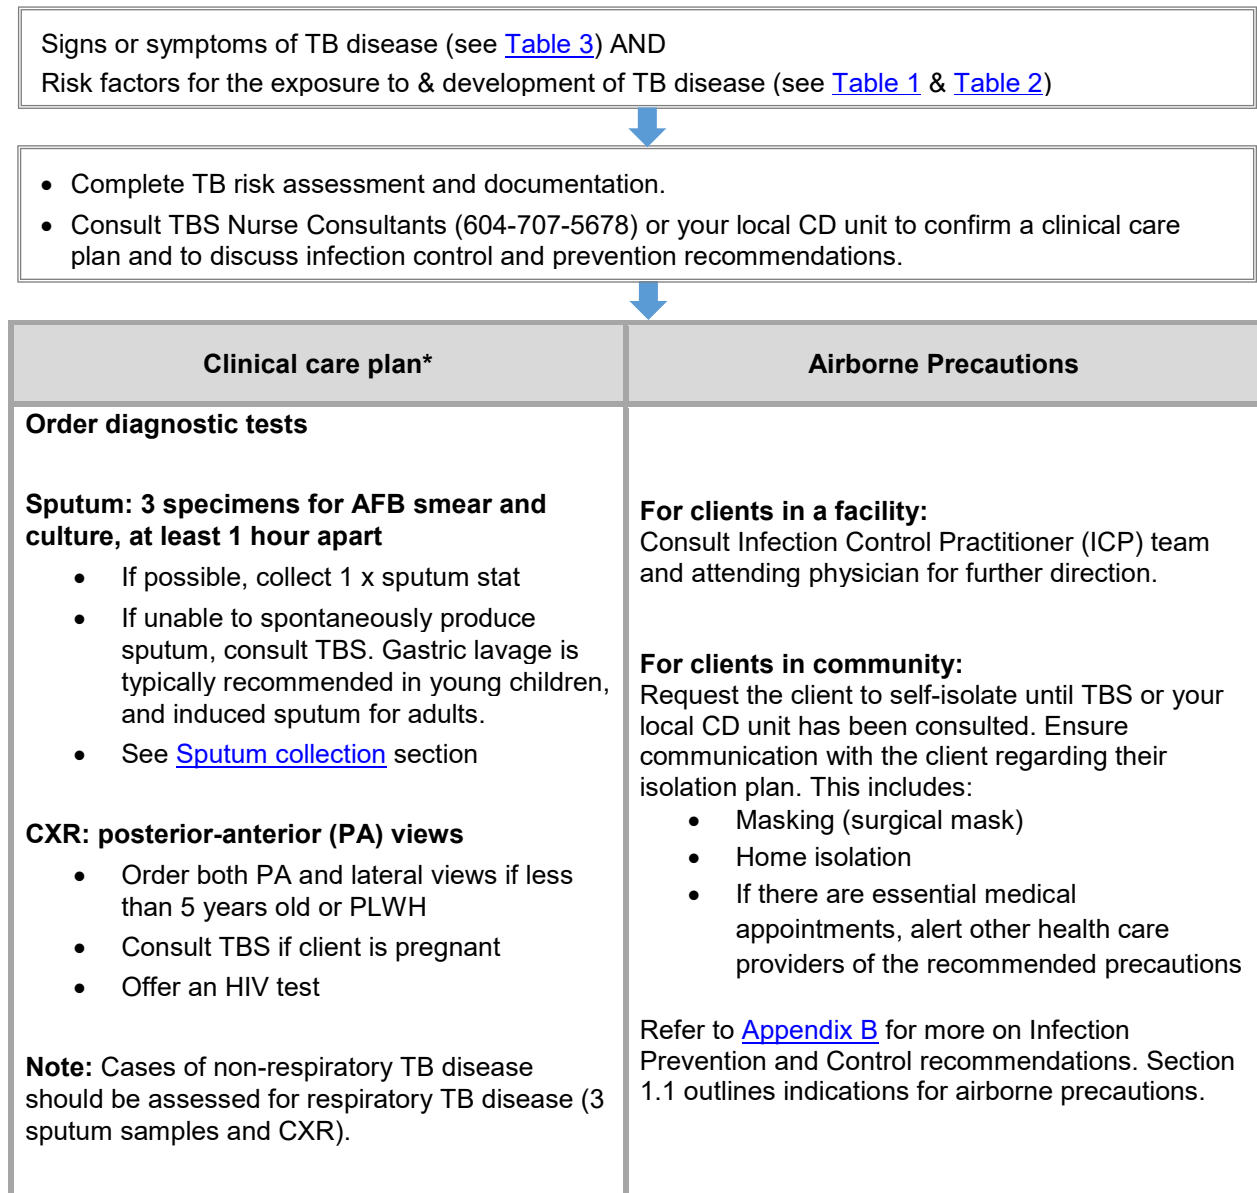 Signs or symptoms of TB disease (see Table 3) AND
Risk factors for the exposure to & development of TB disease (see Table 1 & Table 2)
• Complete TB risk assessment and documentation.
• Consult TBS Nurse Consultants (604-707-5678) or your local CD unit to confirm a clinical care
plan and to discuss infection control and prevention recommendations.
Clinical care plan*
Order diagnostic tests
Sputum: 3 specimens for AFB smear and
culture, at least 1 hour apart
• If possible, collect 1 x sputum stat
• If unable to spontaneously produce
sputum, consult TBS. Gastric lavage is
typically recommended in young children,
and induced sputum for adults.
• See Sputum collection section
CXR: posterior-anterior (PA) views
• Order both PA and lateral views if less
than 5 years old or PLWH
• Consult TBS if client is pregnant
• Offer an HIV test
Note: Cases of non-respiratory TB disease
should be assessed for respiratory TB disease (3
sputum samples and CXR).
Airborne Precautions
For clients in a facility:
Consult Infection Control Practitioner (ICP) team
and attending physician for further direction.
For clients in community:
Request the client to self-isolate until TBS or your
local CD unit has been consulted. Ensure
communication with the client regarding their
isolation plan. This includes:
• Masking (surgical mask)
• Home isolation
• If there are essential medical
appointments, alert other health care
providers of the recommended precautions
Refer to Appendix B for more on Infection
Prevention and Control recommendations. Section
1.1 outlines indications for airborne precautions.